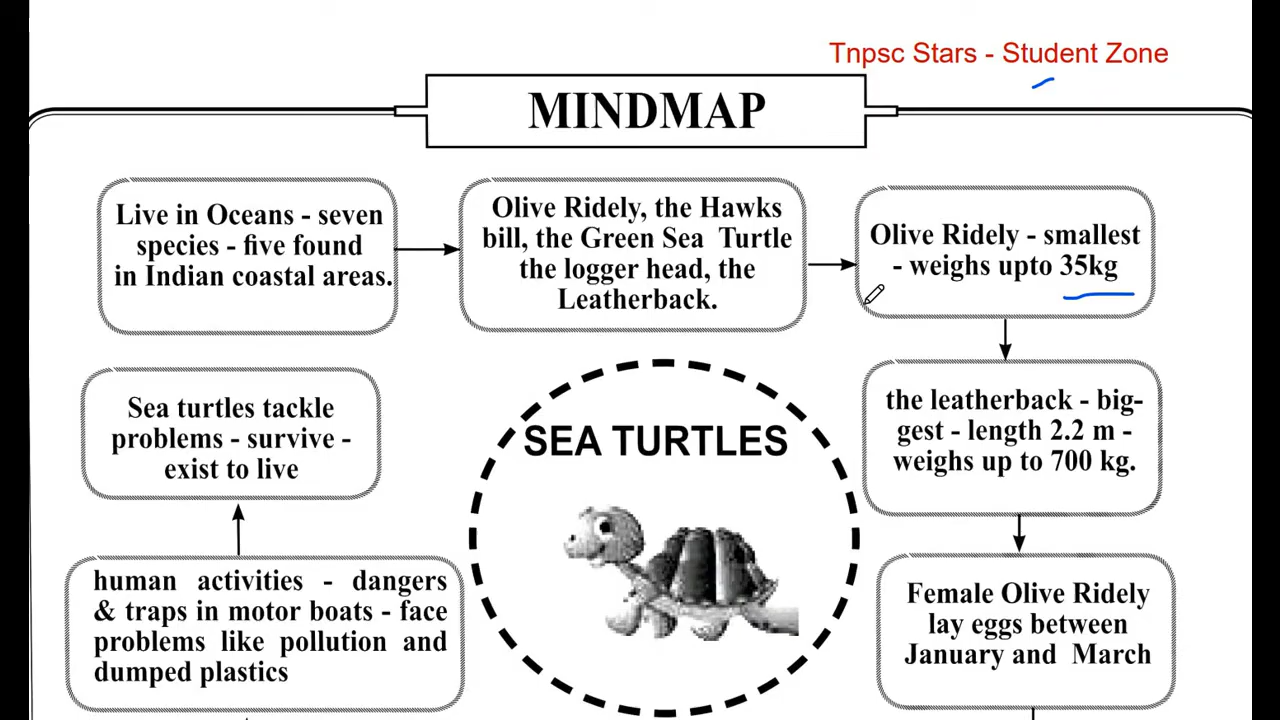 Tnpsc Stars - Student Zone
MINDMAP
Live in Oceans - seven
species - five found
in Indian coastal areas.
Olive Ridely, the Hawks
bill, the Green Sea Turtle
the logger head, the
Leatherback.
Olive Ridely - smallest
- weighs upto 35kg
the leatherback - big-
gest - length 2.2 m -
weighs up to 700 kg.
Female Olive Ridely
lay eggs between
January and March
SEA TURTLES
Sea turtles tackle
problems - survive -
exist to live
human activities - dangers
& traps in motor boats - face
problems like pollution and
dumped plastics